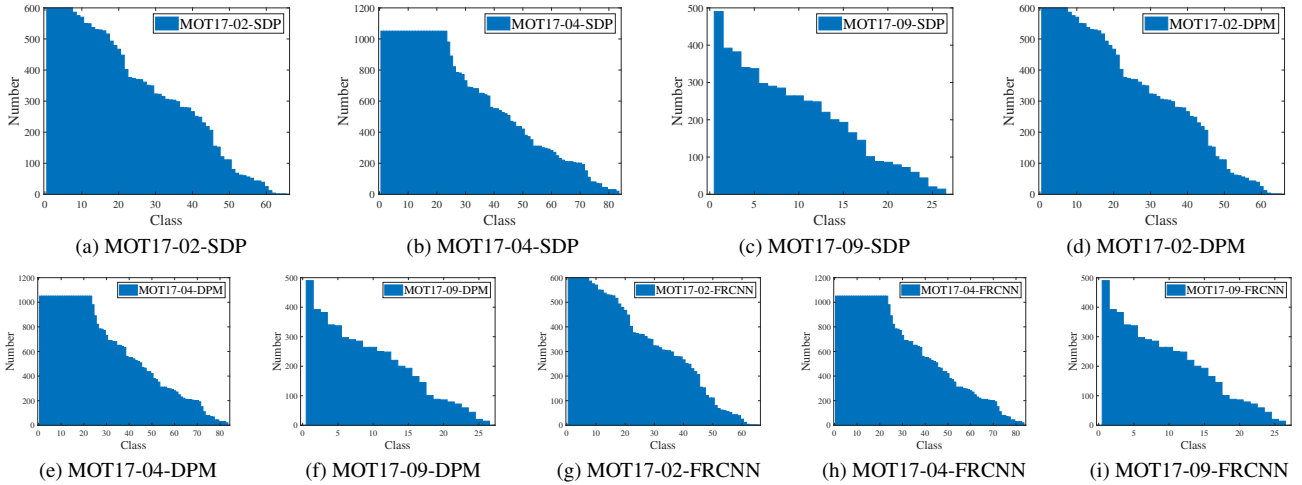 MOT17-02-SDP
Number
600
500
400
300
200
100
0
0 10 20 30 40 50 60
Class
(a) MOT17-02-SDP
MOT17-04-SDP
Number
1200
1000
800
600
400
200
0
0 10 20 30 40 50 60 70 80
Class
(b) MOT17-04-SDP
MOT17-09-SDP
Number
500
400
300
200
100
0
0 5 10 15 20 25
Class
(c) MOT17-09-SDP
MOT17-02-DPM
Number
600
500
400
300
200
100
0
0 10 20 30 40 50 60
Class
(d) MOT17-02-DPM
MOT17-04-DPM
Number
1200
1000
800
600
400
200
0
0 10 20 30 40 50 60 70 80
Class
(e) MOT17-04-DPM
MOT17-09-DPM
Number
500
400
300
200
100
0
0 5 10 15 20 25
Class
(f) MOT17-09-DPM
MOT17-02-FRCNN
Number
600
500
400
300
200
100
0
0 10 20 30 40 50 60
Class
(g) MOT17-02-FRCNN
MOT17-04-FRCNN
Number
1200
1000
800
600
400
200
0
0 10 20 30 40 50 60 70 80
Class
(h) MOT17-04-FRCNN
MOT17-09-FRCNN
Number
500
400
300
200
100
0
0 5 10 15 20 25
Class
(i) MOT17-09-FRCNN